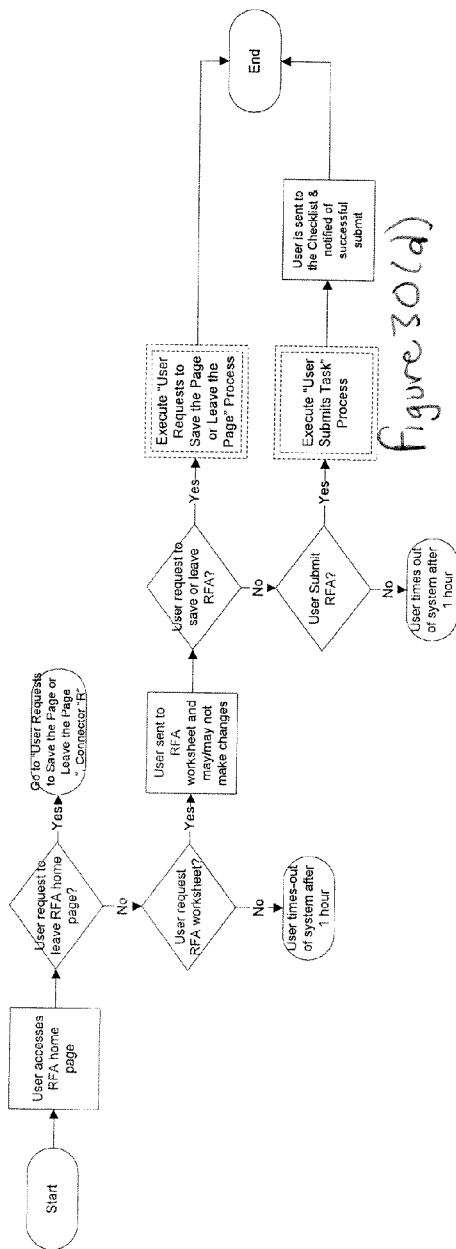 Start
User accesses
RFA home
page
User request to
leave RFA home
page?
Yes
Go to "User Requests
to Save the Page or
Leave the Page
", Connector "R"
No
User request
RFA worksheet?
No
User times-out
of system after
1 hour
Yes
User sent to
RFA
worksheet and
may/may not
make changes
User request to
save or leave
RFA?
Yes
Execute "User
Requests to
Save the Page
or Leave the
Page" Process
No
User Submit
RFA?
No
User times out
of system after
1 hour
Yes
Execute "User
Submits Task"
Process
User is sent to
the Checklist &
notified of
successful
submit
End
figure 30(d)